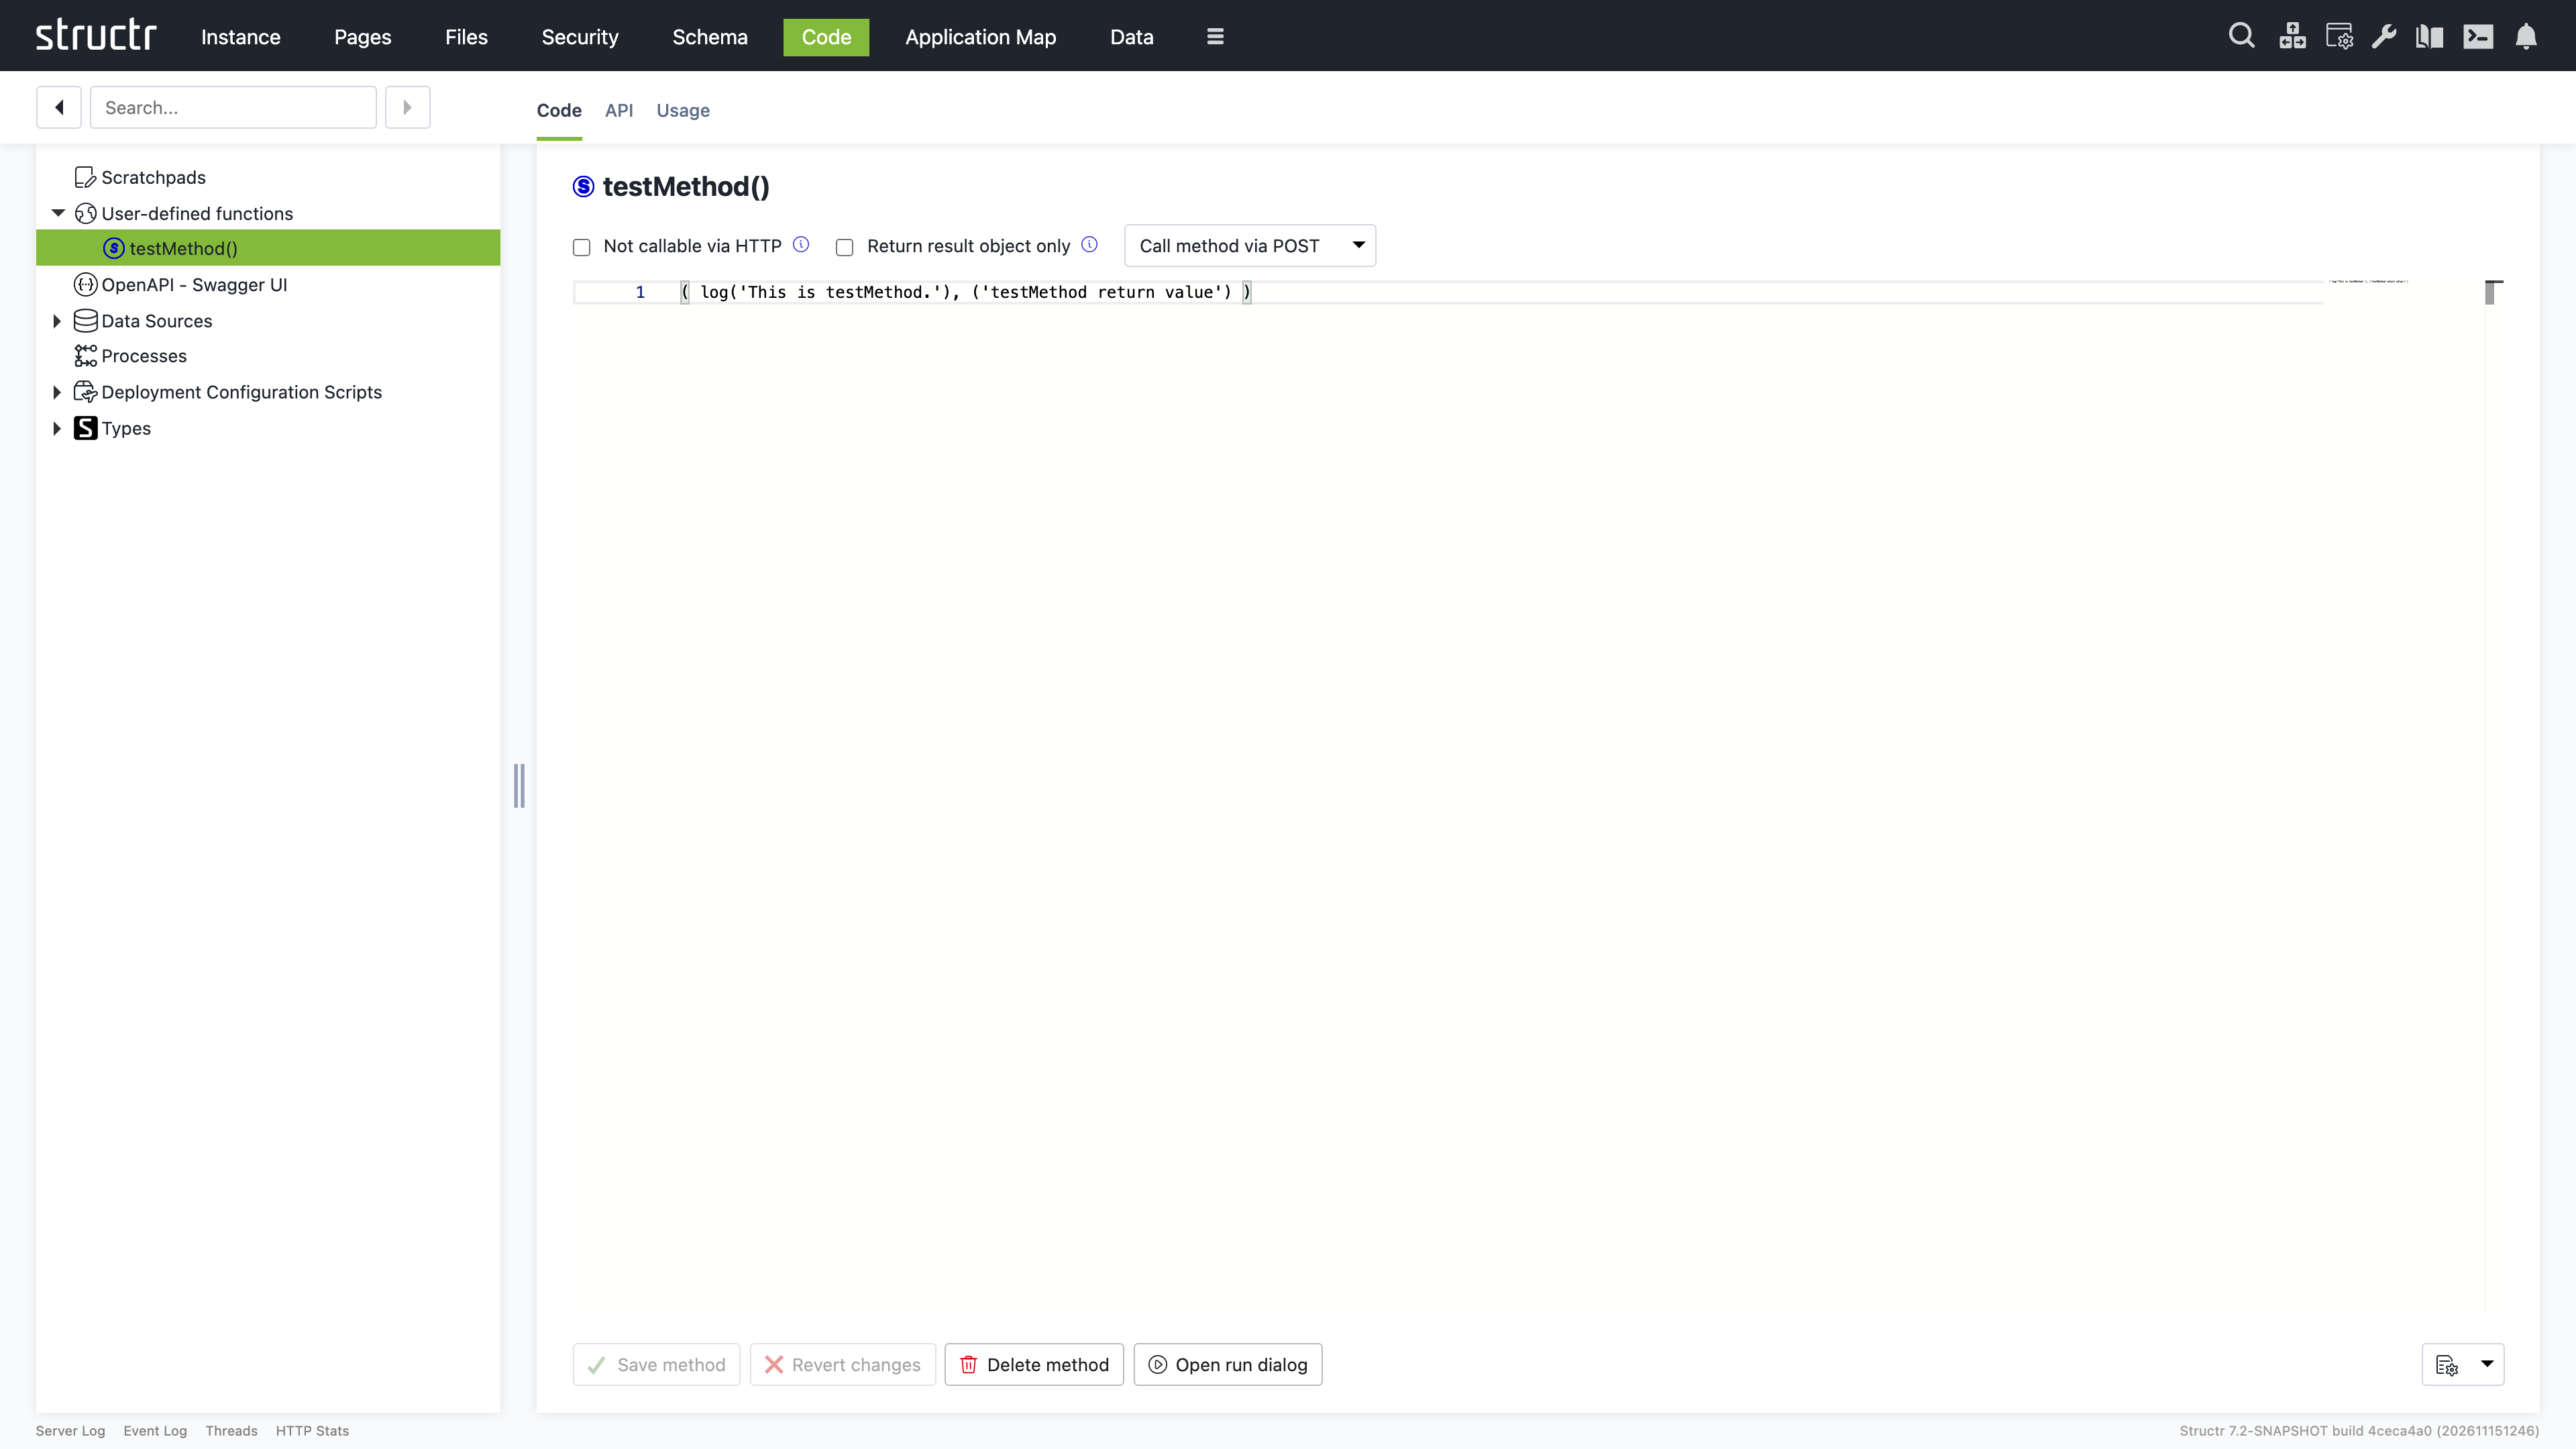 structr
Instance
Pages
Files
Security
Schema
Code
Application Map
Data
Search...
Code
API
Usage
Scratchpads
User-defined functions
testMethod()
OpenAPI - Swagger UI
Data Sources
Processes
Deployment Configuration Scripts
Types
testMethod()
Not callable via HTTP
Return result object only
Call method via POST
1 ( log('This is testMethod.'), ('testMethod return value') )
Save method
Revert changes
Delete method
Open run dialog
Server Log
Event Log
Threads
HTTP Stats
Structr 7.2-SNAPSHOT build 4ceca4a0 (202611151246)